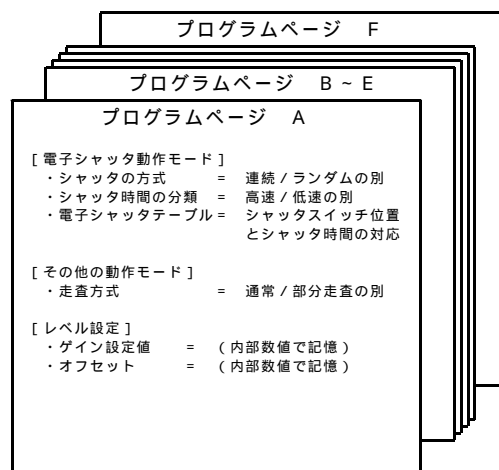 プログラムページ　F
プログラムページ　B ~ E
プログラムページ　A
[ 電子シャッタ動作モード ]
・シャッタの方式　=　連続 / ランダムの別
・シャッタ時間の分類　=　高速 / 低速の別
・電子シャッタテーブル =　シャッタスイッチ位置
とシャッタ時間の対応
[ その他の動作モード ]
・走査方式　=　通常 / 部分走査の別
[ レベル設定 ]
・ゲイン設定値　=　( 内部数値で記憶 )
・オフセット　=　( 内部数値で記憶 )